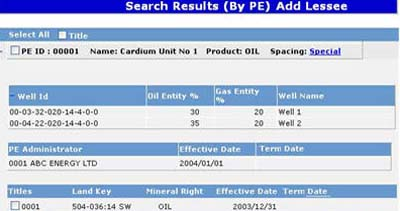 Search Results (By PE) Add Lessee
Select All Title
PE ID : 00001 Name: Cardium Unit No 1 Product: OIL Spacing: Special
- Well Id Oil Entity % Gas Entity % Well Name
00-03-32-020-14-4-0-0 30 20 Well 1
00-04-22-020-14-4-0-0 35 20 Well 2
PE Administrator Effective Date Term Date
0001 ABC ENERGY LTD 2004/01/01
Titles Land Key Mineral Right Effective Date Term Date
0001 504-036:14 SW OIL 2003/12/31